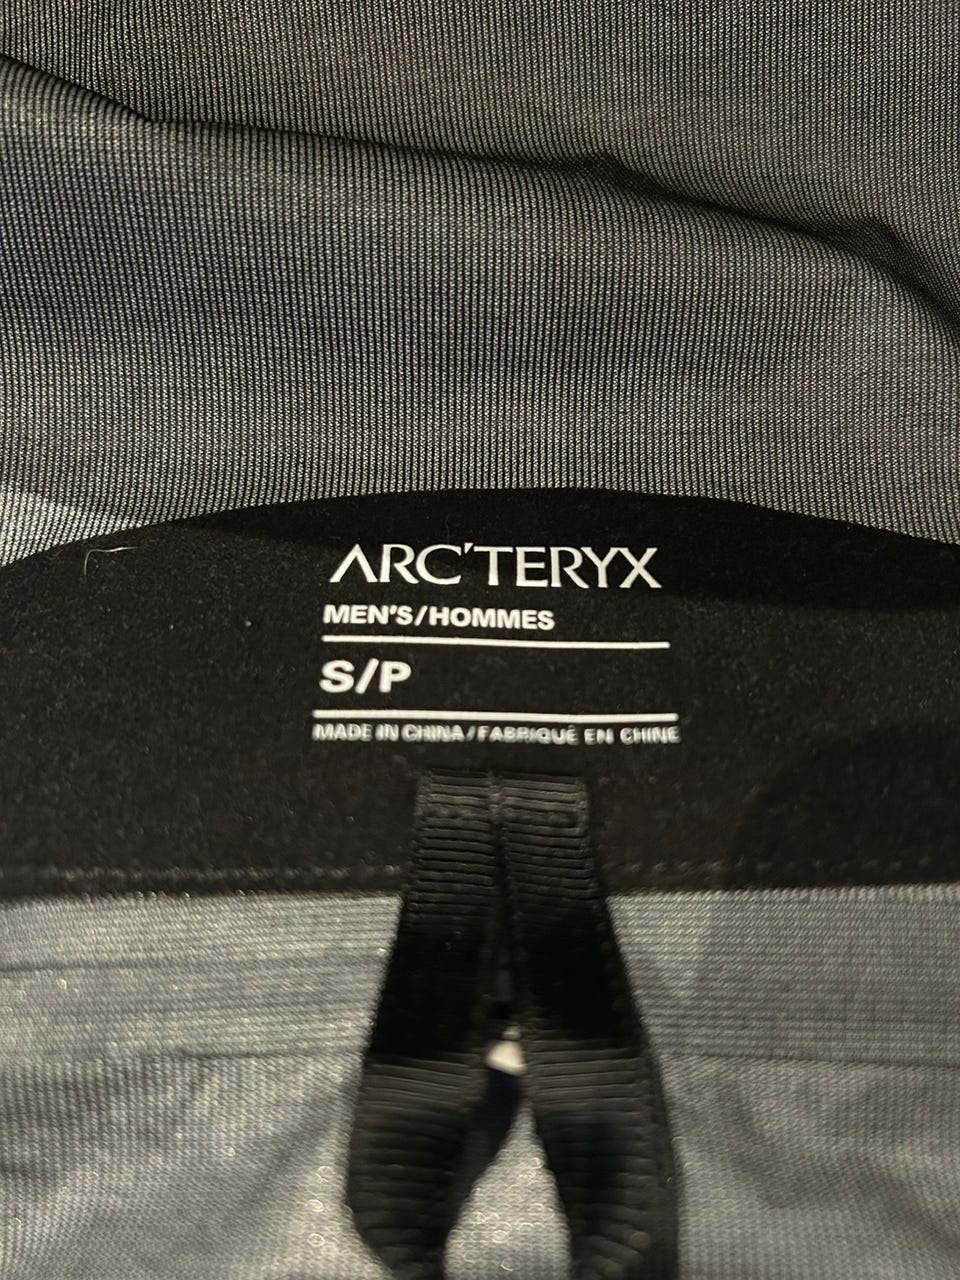 ARC'TERYX
MEN'S/HOMMES
S/P
MADE IN CHINA/FABRIQUÉ EN CHINE